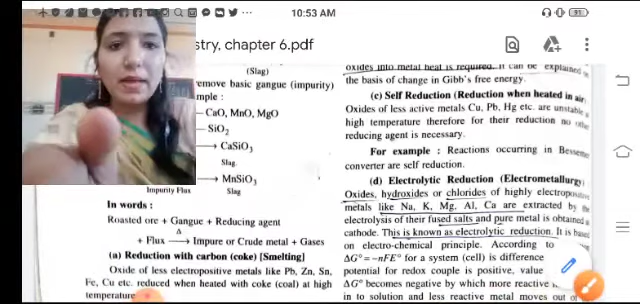 10:53 AM
91
stry, chapter 6.pdf
(Slag)
remove basic gangue (impurity)
mple :
CaO, MnO, MgO
SiO₂
→ CaSiO₃
Slag
→ MnSiO₃
Impurity Flux
Slag
In words :
Roasted ore + Gangue + Reducing agent
Δ
+ Flux ⟶ Impure or Crude metal + Gases
(a) Reduction with carbon (coke) [Smelting]
Oxide of less electropositive metals like Pb, Zn, Sn,
Fe, Cu etc. reduced when heated with coke (coal) at high
temperature
oxides into metal heat is required. It can be explained
the basis of change in Gibb's free energy.
(c) Self Reduction (Reduction when heated in air)
Oxides of less active metals Cu, Pb, Hg etc. are unstable
high temperature therefore for their reduction no
reducing agent is necessary.
For example : Reactions occurring in
converter are self reduction.
(d) Electrolytic Reduction (Electrometallurgy)
Oxides, hydroxides or chlorides of highly
metals like Na, K, Mg, Al, Ca are extracted by
electrolysis of their fused salts and pure metal is obtained
cathode. This is known as electrolytic reduction. It is
on electro-chemical principle. According to
ΔG° = –nFE° for a system (cell) is difference
potential for redox couple is positive, value
ΔG° becomes negative by which more reactive
in to solution and less reactive metal moves out